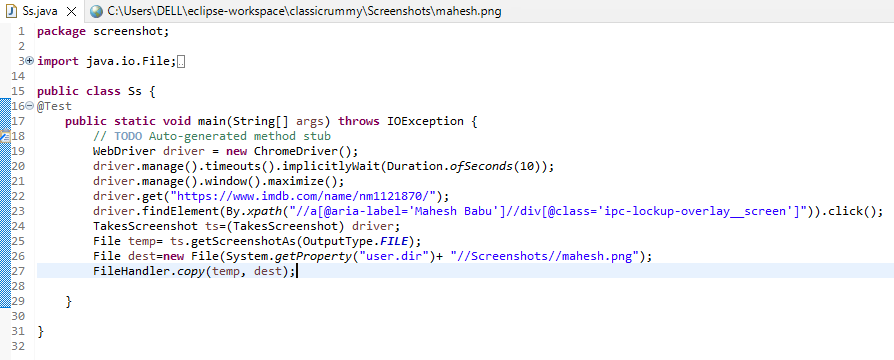 Ss.java C:\Users\DELL\eclipse-workspace\classicrummy\Screenshots\mahesh.png
1 package screenshot;
2
3 import java.io.File;
14
15 public class Ss {
16 @Test
17 public static void main(String[] args) throws IOException {
18 // TODO Auto-generated method stub
19 WebDriver driver = new ChromeDriver();
20 driver.manage().timeouts().implicitlyWait(Duration.ofSeconds(10));
21 driver.manage().window().maximize();
22 driver.get("https://www.imdb.com/name/nm1121870/");
23 driver.findElement(By.xpath("//a[@aria-label='Mahesh Babu']//div[@class='ipc-lockup-overlay__screen']")).click();
24 TakesScreenshot ts=(TakesScreenshot) driver;
25 File temp= ts.getScreenshotAs(OutputType.FILE);
26 File dest=new File(System.getProperty("user.dir")+ "//Screenshots//mahesh.png");
27 FileHandler.copy(temp, dest);
28
29 }
30
31 }
32